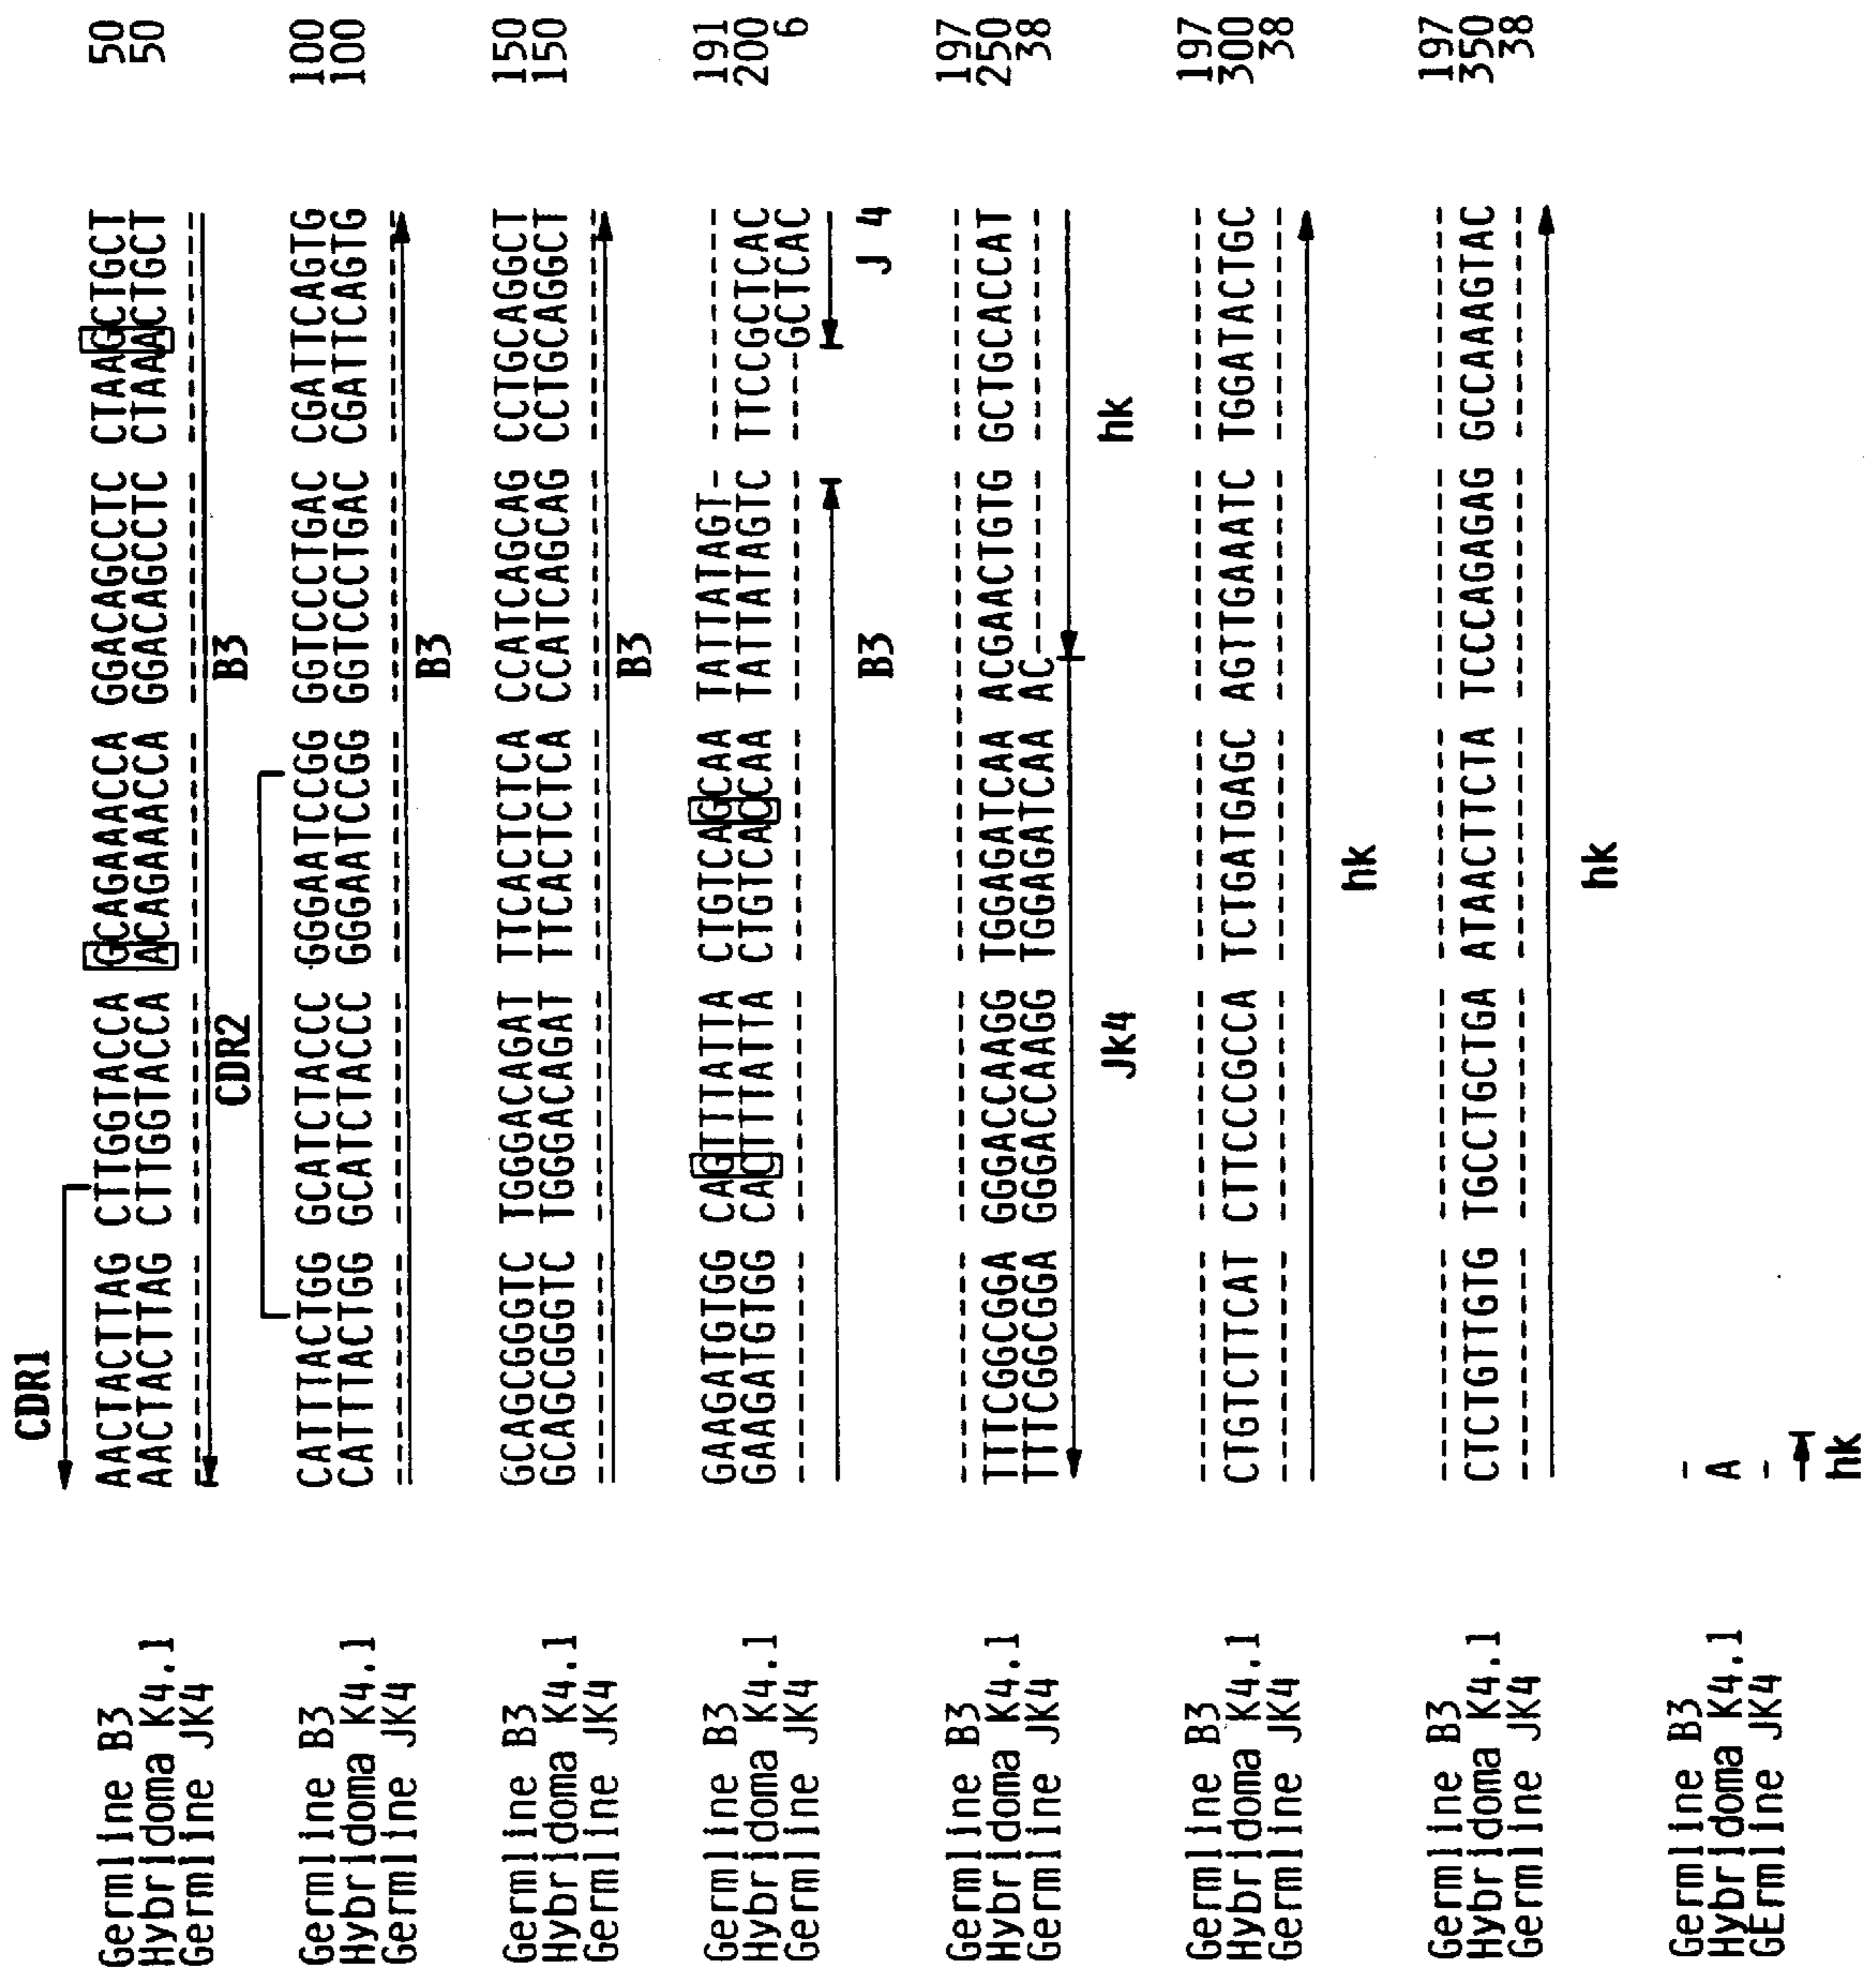 CDR1
Germline B3 AACTACTTAG CTTGGTACCA GCAGAAACCA GGACAGCCTC CTAAGCTGCT 50
Hybridoma K4.1 AACTACTTAG CTTGGTACCA ACAGAAACCA GGACAGCCTC CTAAACTGCT 50
Germline JK4 ---------- ---------- ---------- ---------- ----------
B3
CDR2
Germline B3 CATTTACTGG GCATCTACCC GGGAATCCGG GGTCCCTGAC CGATTCAGTG 100
Hybridoma K4.1 CATTTACTGG GCATCTACCC GGGAATCCGG GGTCCCTGAC CGATTCAGTG 100
Germline JK4 ---------- ---------- ---------- ---------- ----------
B3
Germline B3 GCAGCGGGTC TGGGACAGAT TTCACTCTCA CCATCAGCAG CCTGCAGGCT 150
Hybridoma K4.1 GCAGCGGGTC TGGGACAGAT TTCACTCTCA CCATCAGCAG CCTGCAGGCT 150
Germline JK4 ---------- ---------- ---------- ---------- ----------
B3
Germline B3 GAAGATGTGG CAGTTTATTA CTGTCAGCAA TATTATAGT- ---------- 191
Hybridoma K4.1 GAAGATGTGG CACTTTATTA CTGTCACCAA TATTATAGTC TTCCGCTCAC 200
Germline JK4 ---------- ---------- ---------- ---------- ----GCTCAC 6
B3 J 4
Germline B3 ---------- ---------- ---------- ---------- ---------- 197
Hybridoma K4.1 TTTCGGCGGA GGGACCAAGG TGGAGATCAA ACGAACTGTG GCTGCACCAT 250
Germline JK4 TTTCGGCGGA GGGACCAAGG TGGAGATCAA AC-------- ---------- 38
Jk4 hk
Germline B3 ---------- ---------- ---------- ---------- ---------- 197
Hybridoma K4.1 CTGTCTTCAT CTTCCCGCCA TCTGATGAGC AGTTGAAATC TGGATACTGC 300
Germline JK4 ---------- ---------- ---------- ---------- ---------- 38
hk
Germline B3 ---------- ---------- ---------- ---------- ---------- 197
Hybridoma K4.1 CTCTGTTGTG TGCCTGCTGA ATAACTTCTA TCCCAGAGAG GCCAAAGTAC 350
Germline JK4 ---------- ---------- ---------- ---------- ---------- 38
hk
Germline B3 -
Hybridoma K4.1 A
GErmline JK4 -
hk